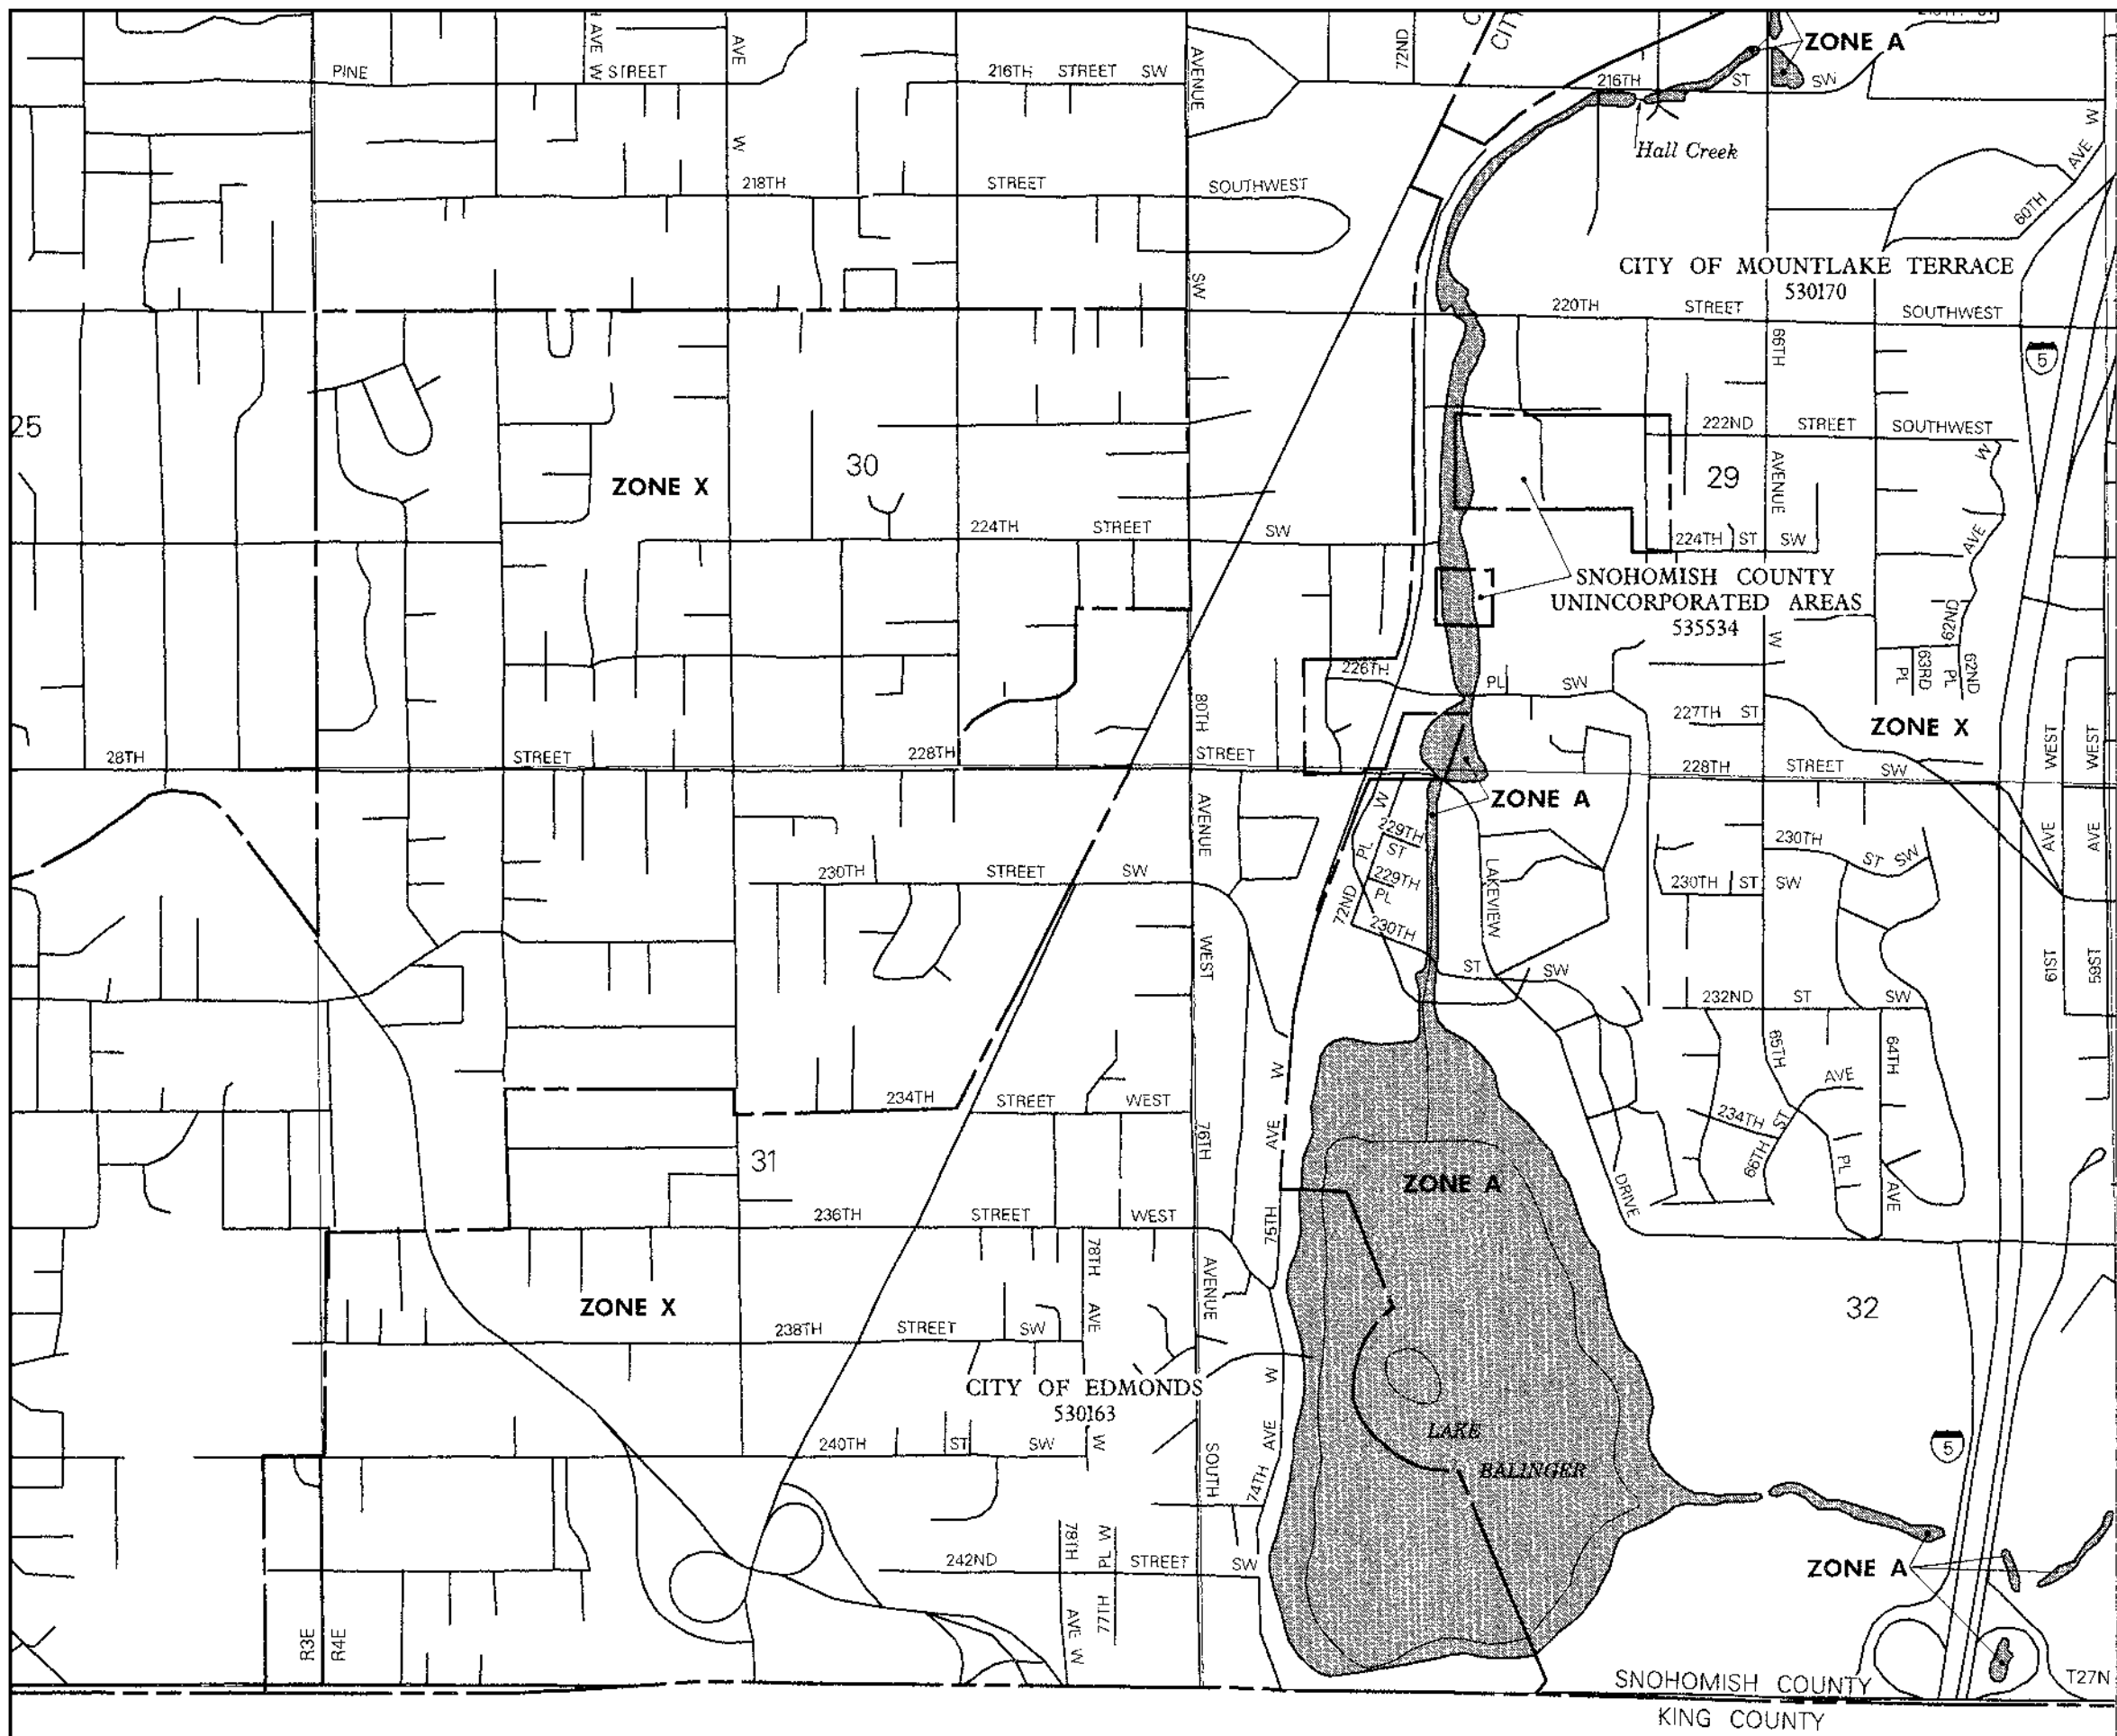 ZONE A
PINE
W STREET
AVE W
AVE
W
216TH STREET SW
AVENUE
72ND
CITY
216TH ST SW
Hall Creek
W
AVE
60TH
218TH STREET SOUTHWEST
SW
CITY OF MOUNTLAKE TERRACE
530170
220TH STREET SOUTHWEST
66TH
5
25
ZONE X
30
222ND STREET SOUTHWEST
29
AVENUE
W
AVE
62ND
224TH STREET SW
224TH ST SW
SNOHOMISH COUNTY
UNINCORPORATED AREAS
535534
W
226TH PL SW
63RD
PL
62ND
PL
80TH
227TH ST
ZONE X
WEST
WEST
28TH STREET 228TH STREET
228TH STREET SW
ZONE A
AVENUE
W
PL
72ND
229TH
ST
229TH
PL
230TH
ST SW
LAKEVIEW
DRIVE
230TH STREET SW
230TH ST SW
230TH ST SW
AVE
AVE
61ST
59ST
WEST
232ND ST SW
65TH
64TH
AVE
AVE
234TH
ST
66TH
PL
234TH STREET WEST
W
AVE
75TH
76TH
31
ZONE A
236TH STREET WEST
78TH
AVE
W
AVENUE
ZONE X
32
238TH STREET SW
CITY OF EDMONDS
530163
W
AVE
74TH
LAKE
BALINGER
5
240TH ST SW
SOUTH
78TH
AVE W
PL W
77TH
242ND STREET SW
ZONE A
R3E
R4E
SNOHOMISH COUNTY
T27N
KING COUNTY